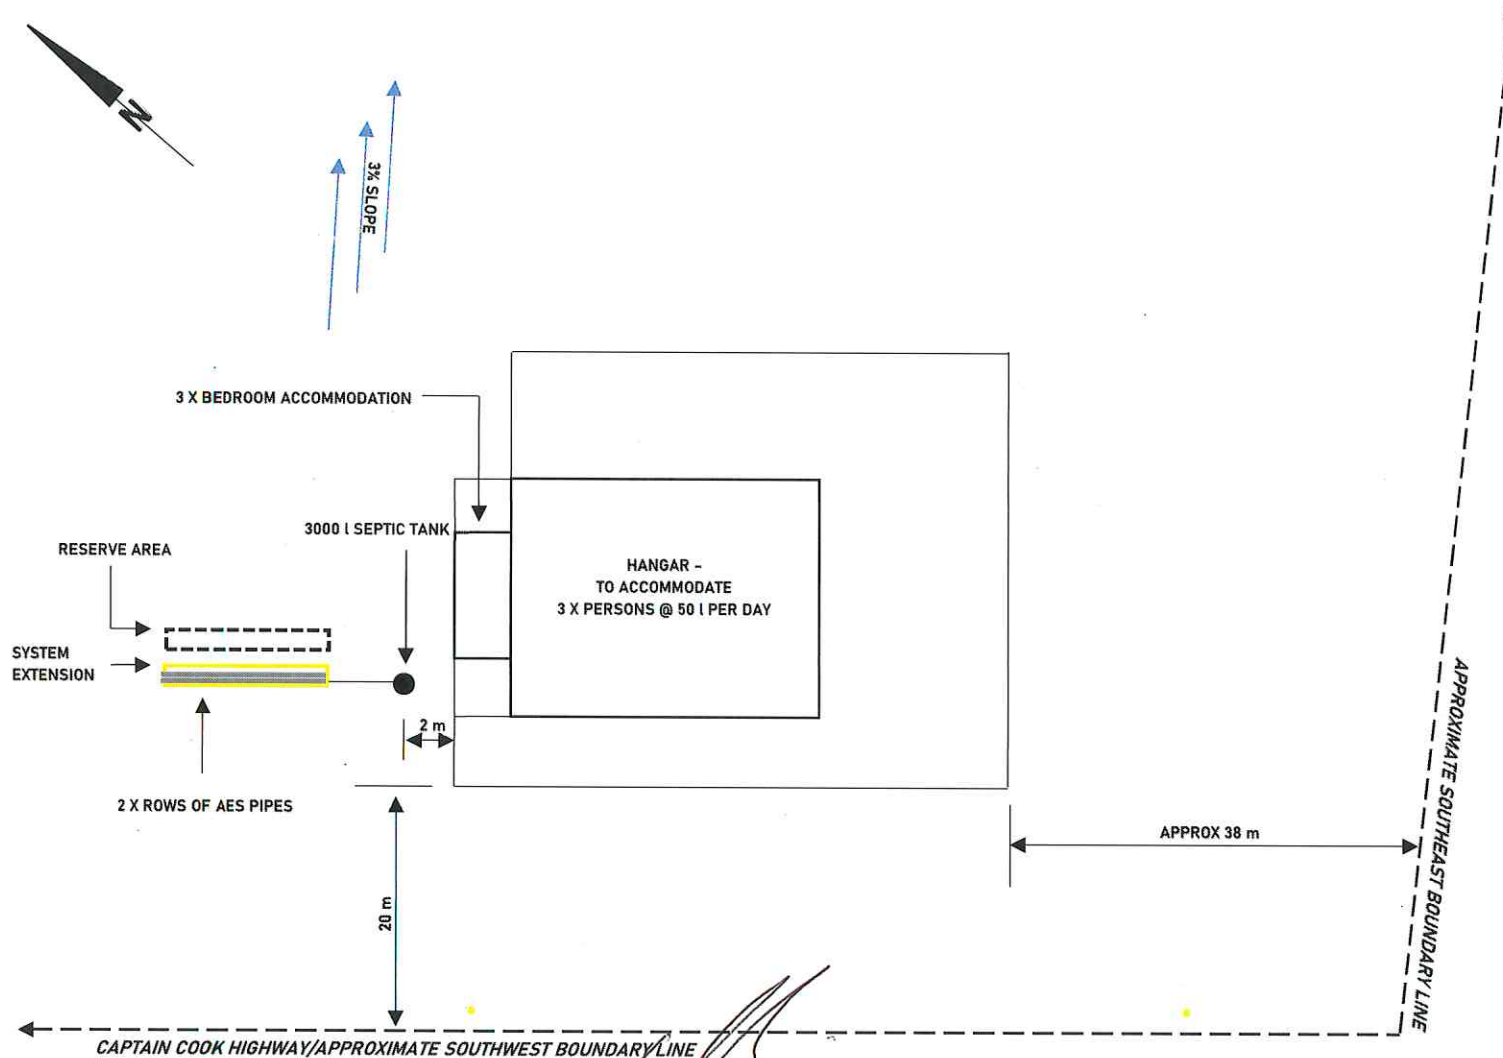 N
3% SLOPE
3 X BEDROOM ACCOMMODATION
3000 l SEPTIC TANK
RESERVE AREA
HANGAR –
TO ACCOMMODATE
3 X PERSONS @ 50 l PER DAY
SYSTEM
EXTENSION
2 m
2 X ROWS OF AES PIPES
APPROX 38 m
20 m
APPROXIMATE SOUTHEAST BOUNDARY LINE
CAPTAIN COOK HIGHWAY/APPROXIMATE SOUTHWEST BOUNDARY LINE